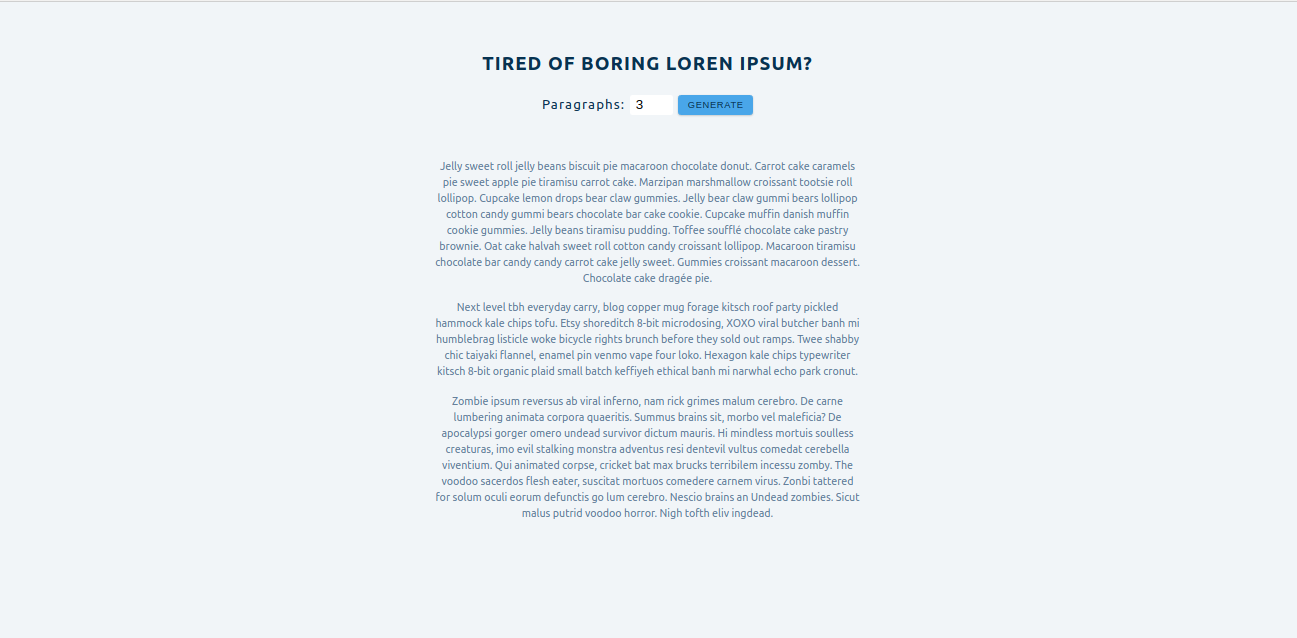 TIRED OF BORING LOREN IPSUM?
Paragraphs: 3 GENERATE
Jelly sweet roll jelly beans biscuit pie macaroon chocolate donut. Carrot cake caramels
pie sweet apple pie tiramisu carrot cake. Marzipan marshmallow croissant tootsie roll
lollipop. Cupcake lemon drops bear claw gummies. Jelly bear claw gummi bears lollipop
cotton candy gummi bears chocolate bar cake cookie. Cupcake muffin danish muffin
cookie gummies. Jelly beans tiramisu pudding. Toffee soufflé chocolate cake pastry
brownie. Oat cake halvah sweet roll cotton candy croissant lollipop. Macaroon tiramisu
chocolate bar candy candy carrot cake jelly sweet. Gummies croissant macaroon dessert.
Chocolate cake dragée pie.
Next level tbh everyday carry, blog copper mug forage kitsch roof party pickled
hammock kale chips tofu. Etsy shoreditch 8-bit microdosing, XOXO viral butcher banh mi
humblebrag listicle woke bicycle rights brunch before they sold out ramps. Twee shabby
chic taiyaki flannel, enamel pin venmo vape four loko. Hexagon kale chips typewriter
kitsch 8-bit organic plaid small batch keffiyeh ethical banh mi narwhal echo park cronut.
Zombie ipsum reversus ab viral inferno, nam rick grimes malum cerebro. De carne
lumbering animata corpora quaeritis. Summus brains sit, morbo vel maleficia? De
apocalypsi gorger omero undead survivor dictum mauris. Hi mindless mortuis soulless
creaturas, imo evil stalking monstra adventus resi dentevil vultus comedat cerebella
viventium. Qui animated corpse, cricket bat max brucks terribilem incessu zomby. The
voodoo sacerdos flesh eater, suscitat mortuos comedere carnem virus. Zonbi tattered
for solum oculi eorum defunctis go lum cerebro. Nescio brains an Undead zombies. Sicut
malus putrid voodoo horror. Nigh tofth eliv ingdead.